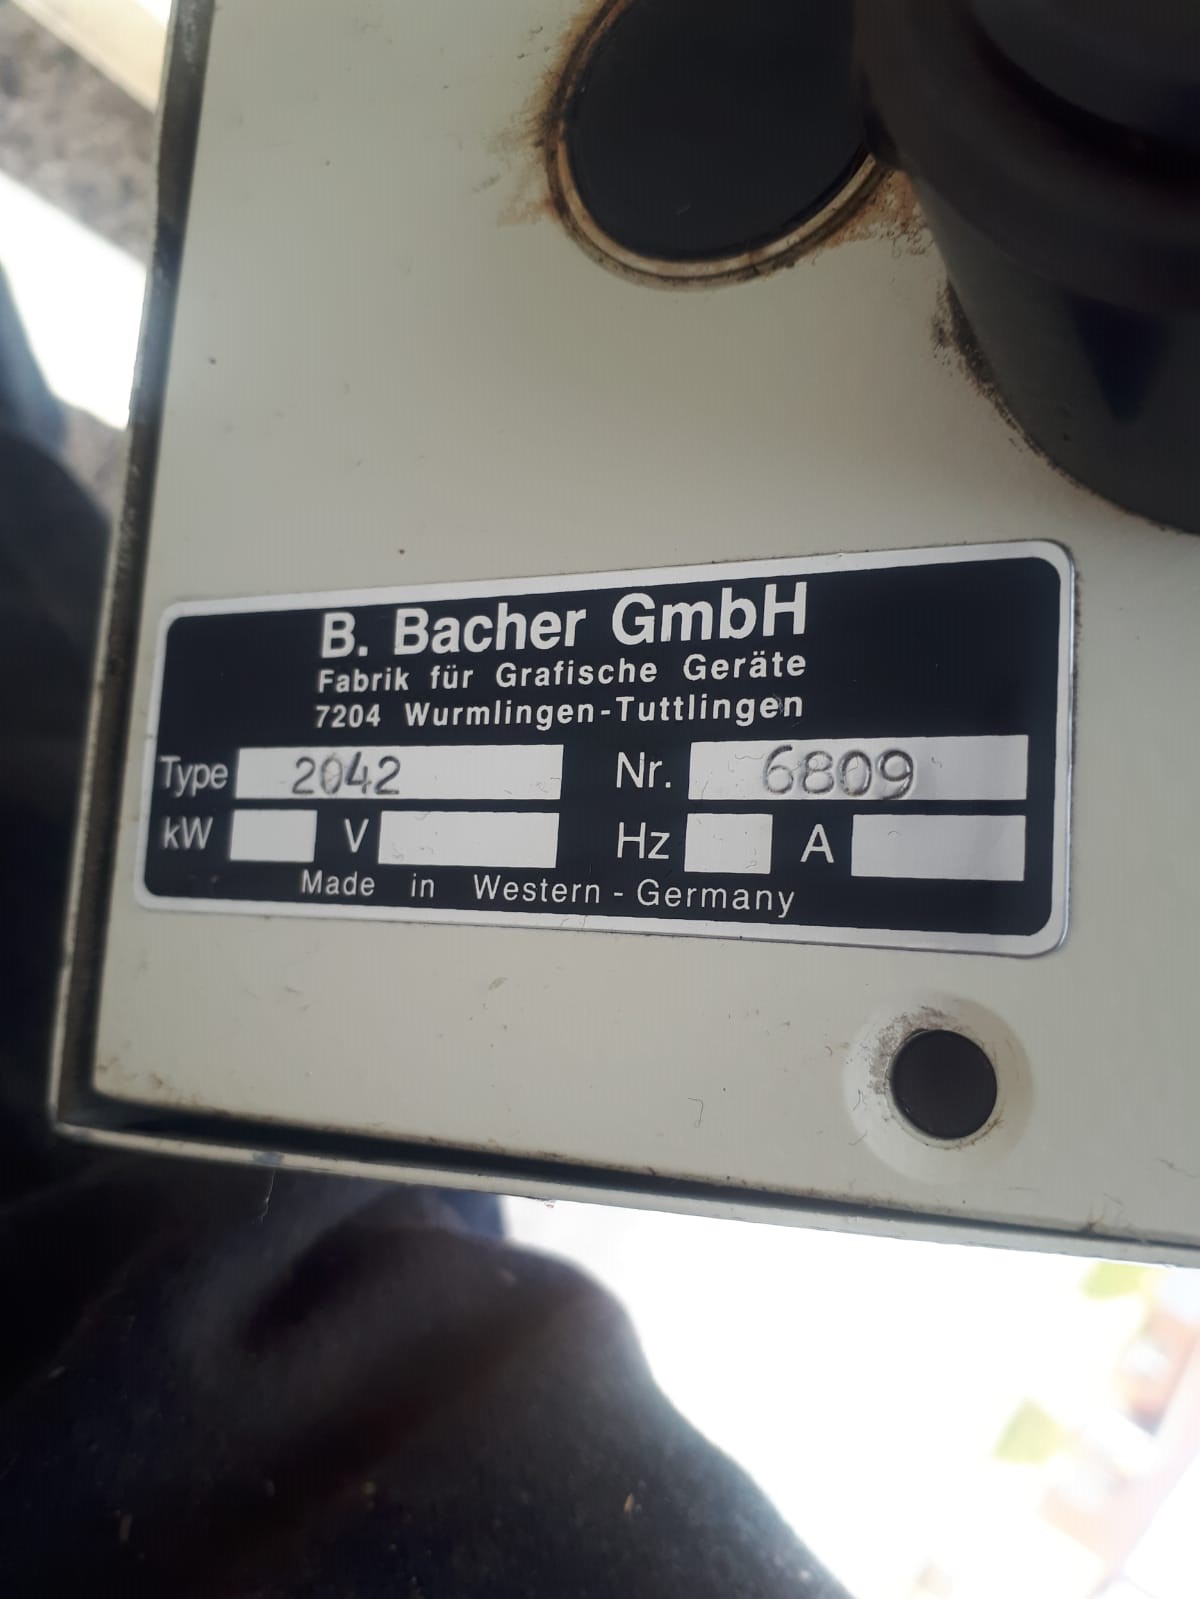 B. Bacher GmbH
Fabrik für Grafische Geräte
7204 Wurmlingen-Tuttlingen
Type 2042 Nr. 6809
kW V Hz A
Made in Western - Germany